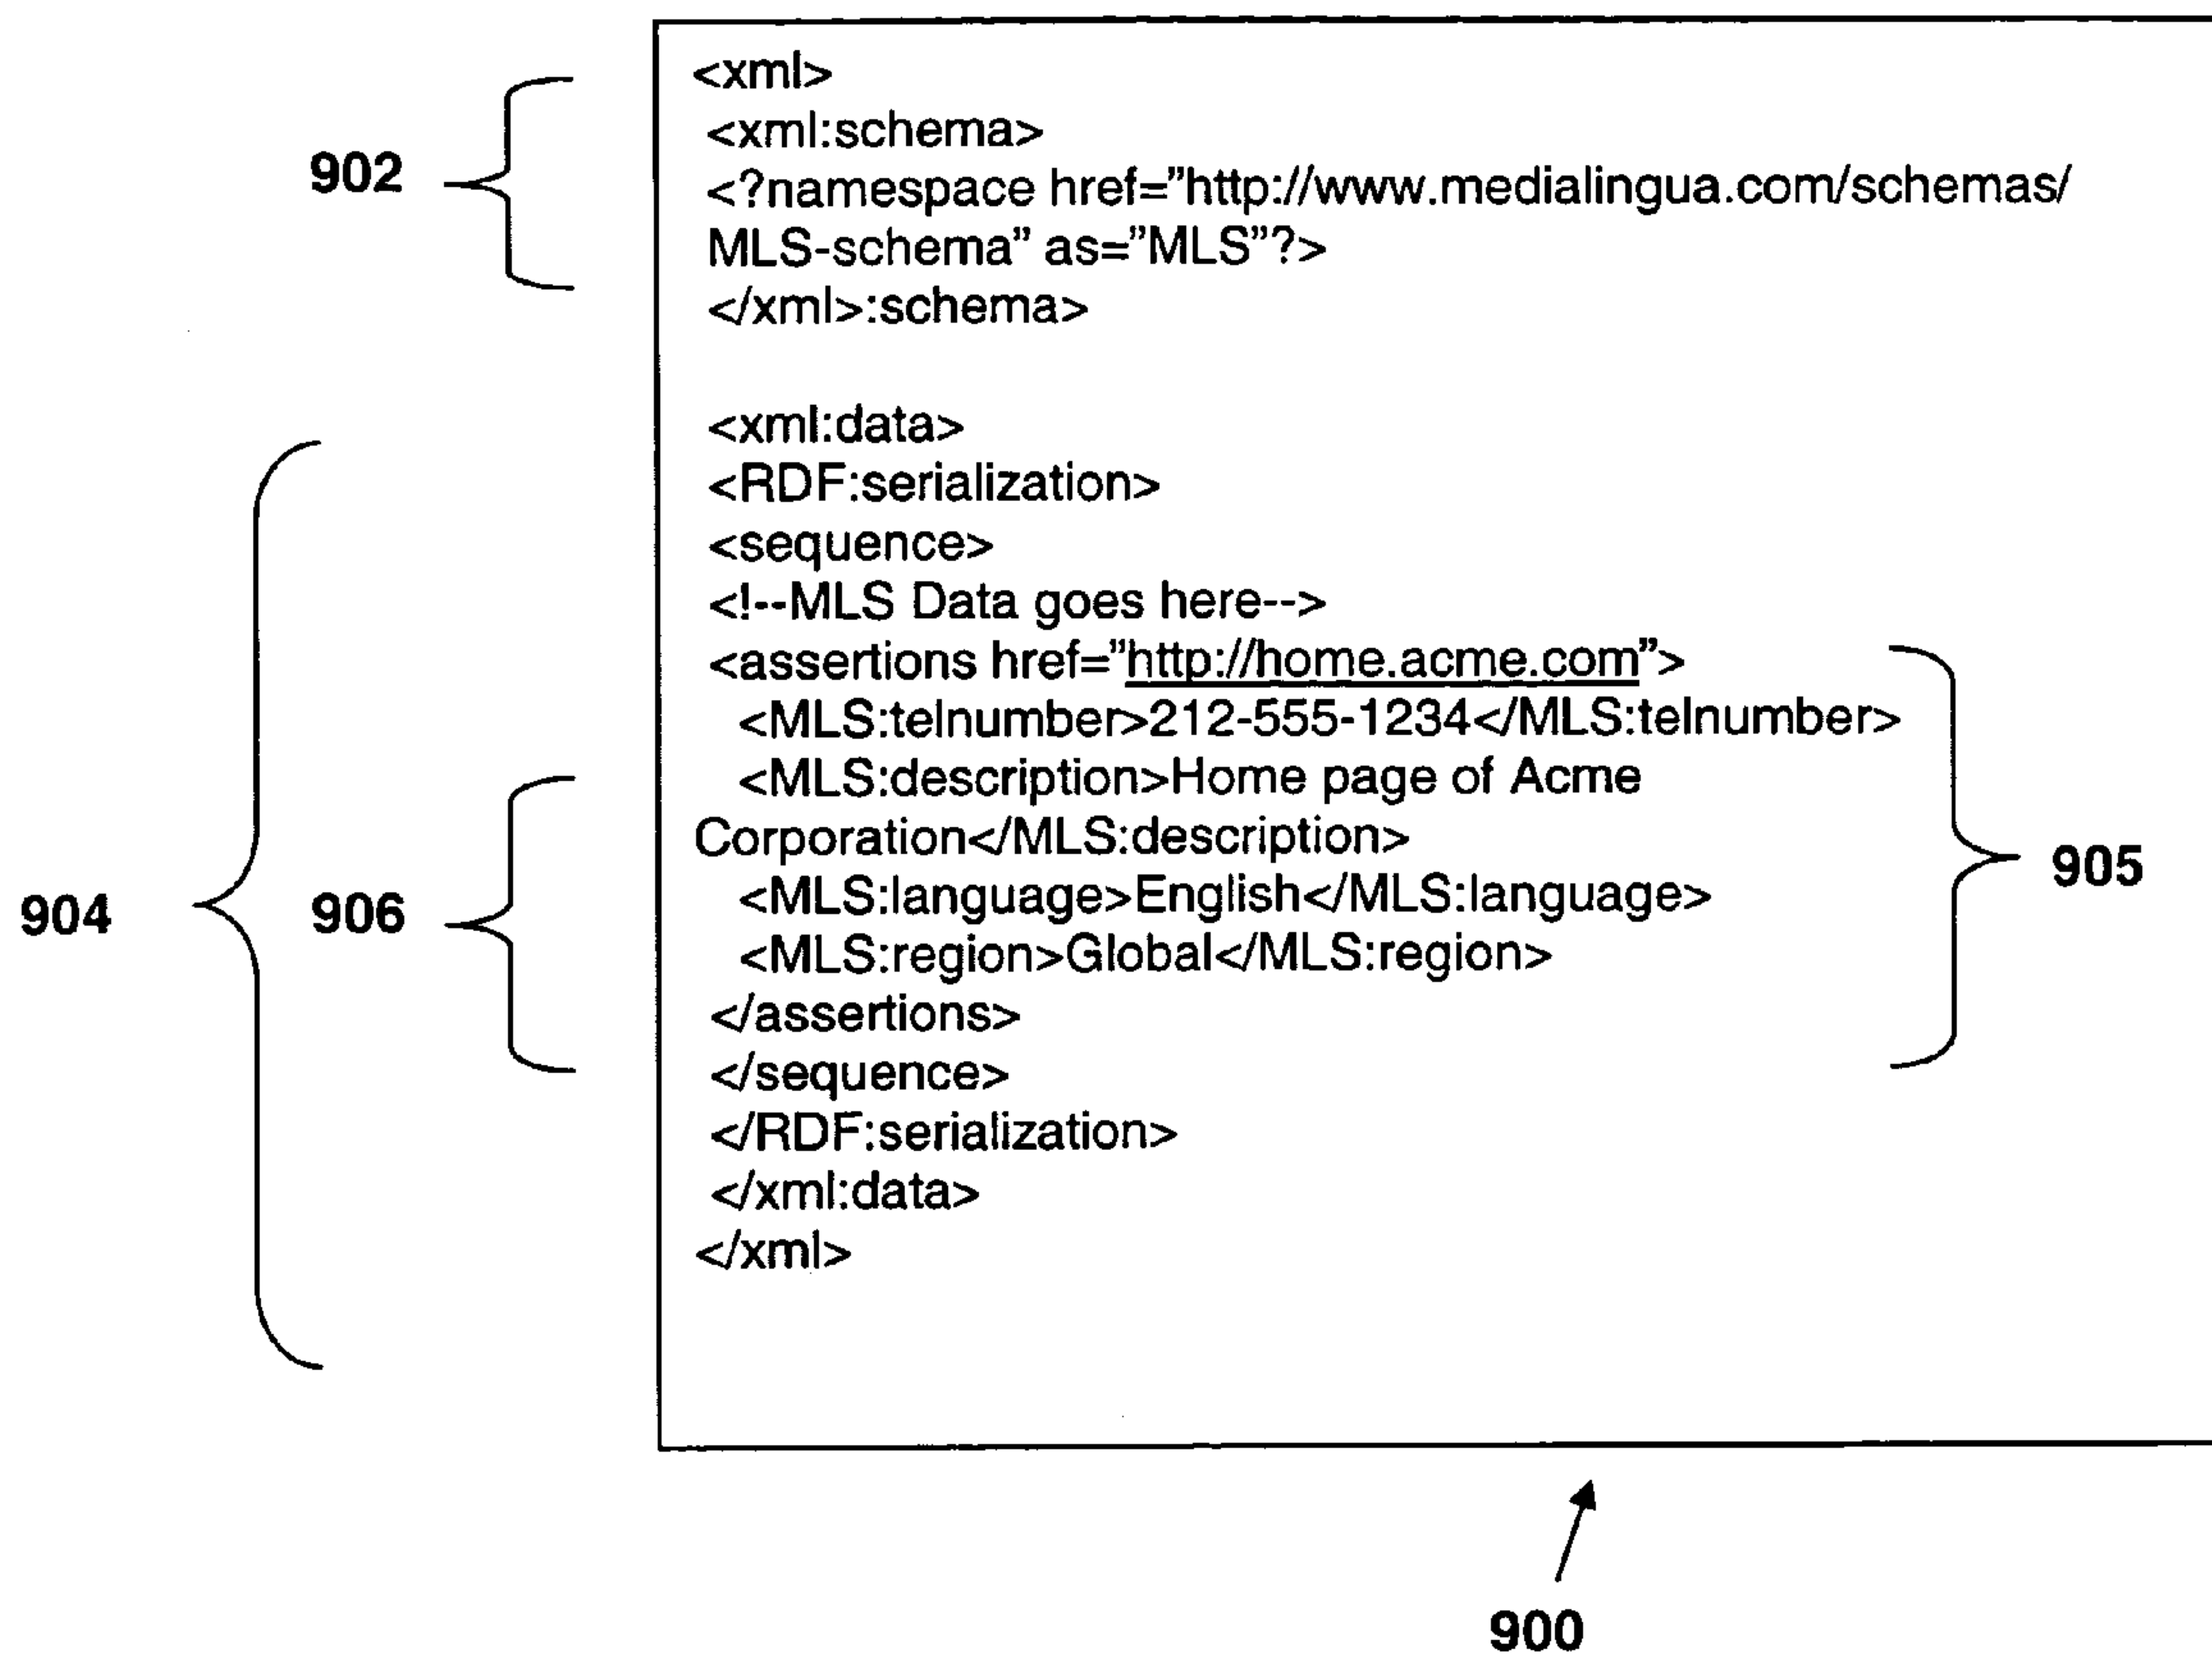 <xml>
<xml:schema>
902
<?namespace href=”http://www.medialingua.com/schemas/
MLS-schema” as=”MLS”?>
</xml>:schema>
<xml:data>
<RDF:serialization>
<sequence>
<!--MLS Data goes here-->
<assertions href=”http://home.acme.com”>
<MLS:telnumber>212-555-1234</MLS:telnumber>
<MLS:description>Home page of Acme
Corporation</MLS:description>
905
904
906
<MLS:language>English</MLS:language>
<MLS:region>Global</MLS:region>
</assertions>
</sequence>
</RDF:serialization>
</xml:data>
</xml>
900